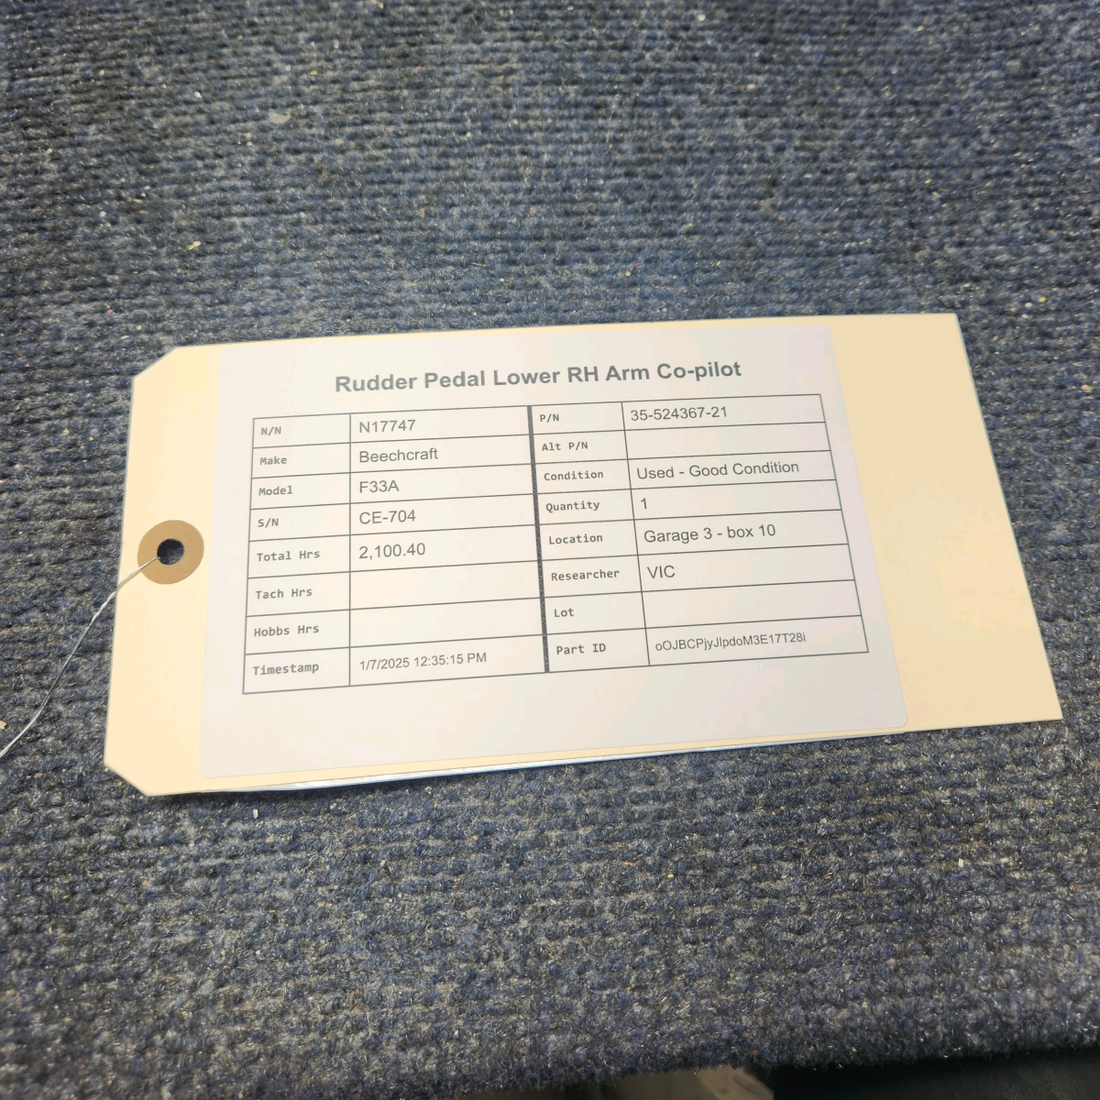 Rudder Pedal Lower RH Arm Co-pilot
N/N N17747 P/N 35-524367-21
Make Beechcraft Alt P/N
Model F33A Condition Used - Good Condition
S/N CE-704 Quantity 1
Total Hrs 2,100.40 Location Garage 3 - box 10
Tach Hrs Researcher VIC
Hobbs Hrs Lot
Timestamp 1/7/2025 12:35:15 PM Part ID oOJBCPjyJlpdoM3E17T28i